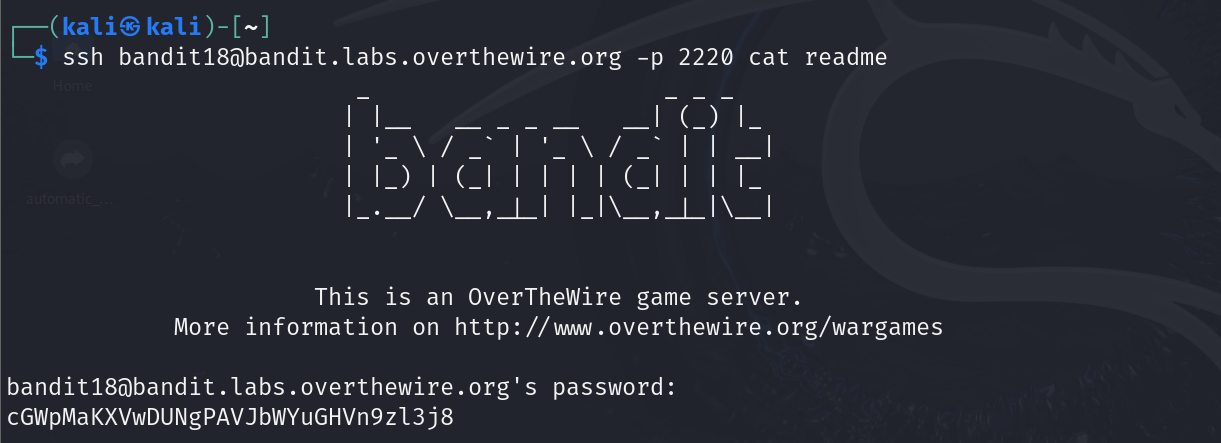 ┌──(kali㉿kali)-[~]
└─$ ssh bandit18@bandit.labs.overthewire.org -p 2220 cat readme
Home
bandit
automatic_...
This is an OverTheWire game server.
More information on http://www.overthewire.org/wargames
bandit18@bandit.labs.overthewire.org's password:
cGWpMaKXVwDUNgPAVJbWYuGHVn9zl3j8